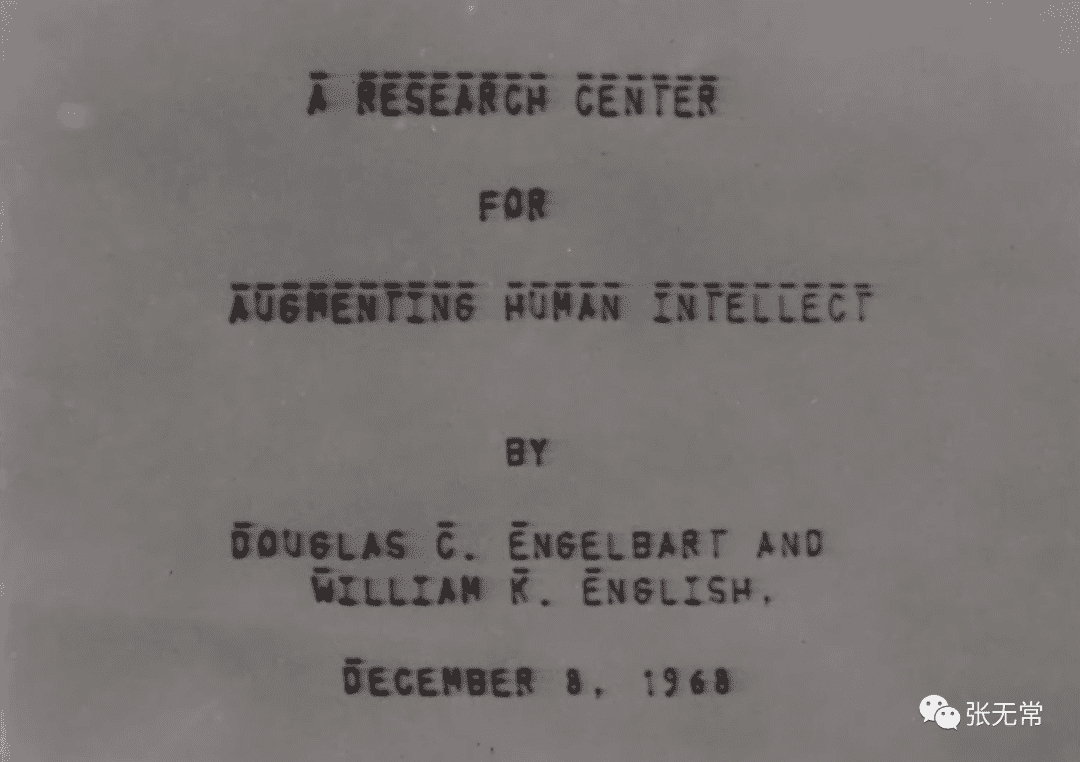 A RESEARCH CENTER
FOR
AUGMENTING HUMAN INTELLECT
BY
DOUGLAS C. ENGELBART AND
WILLIAM K. ENGLISH.
DECEMBER 8, 1968
张无常